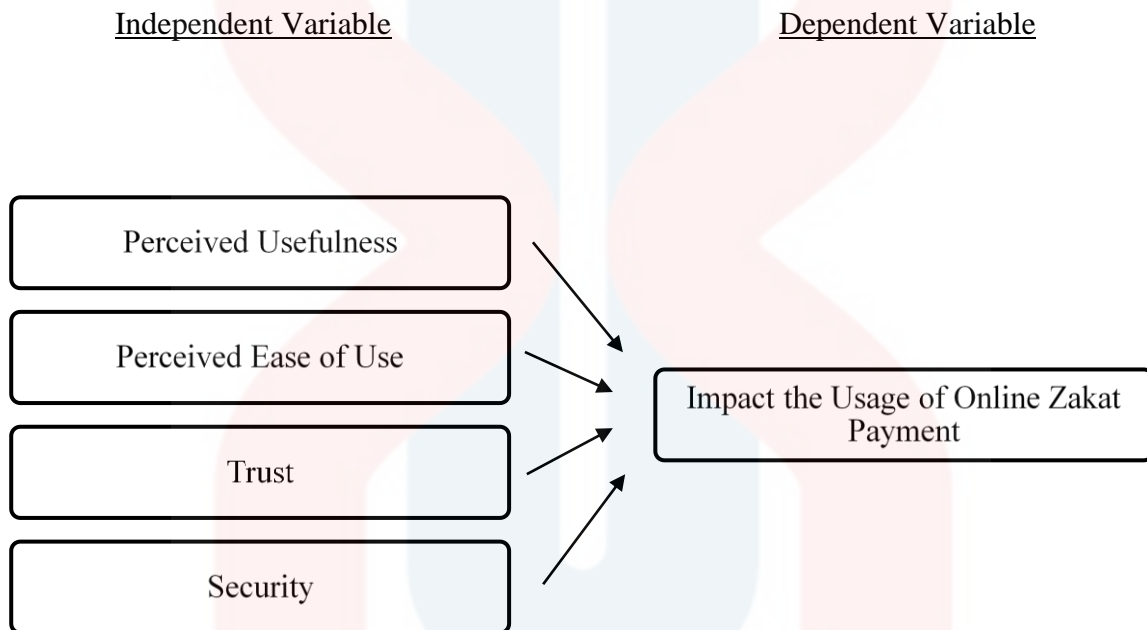 Independent Variable
Dependent Variable
Perceived Usefulness
Perceived Ease of Use
Trust
Security
Impact the Usage of Online Zakat
Payment